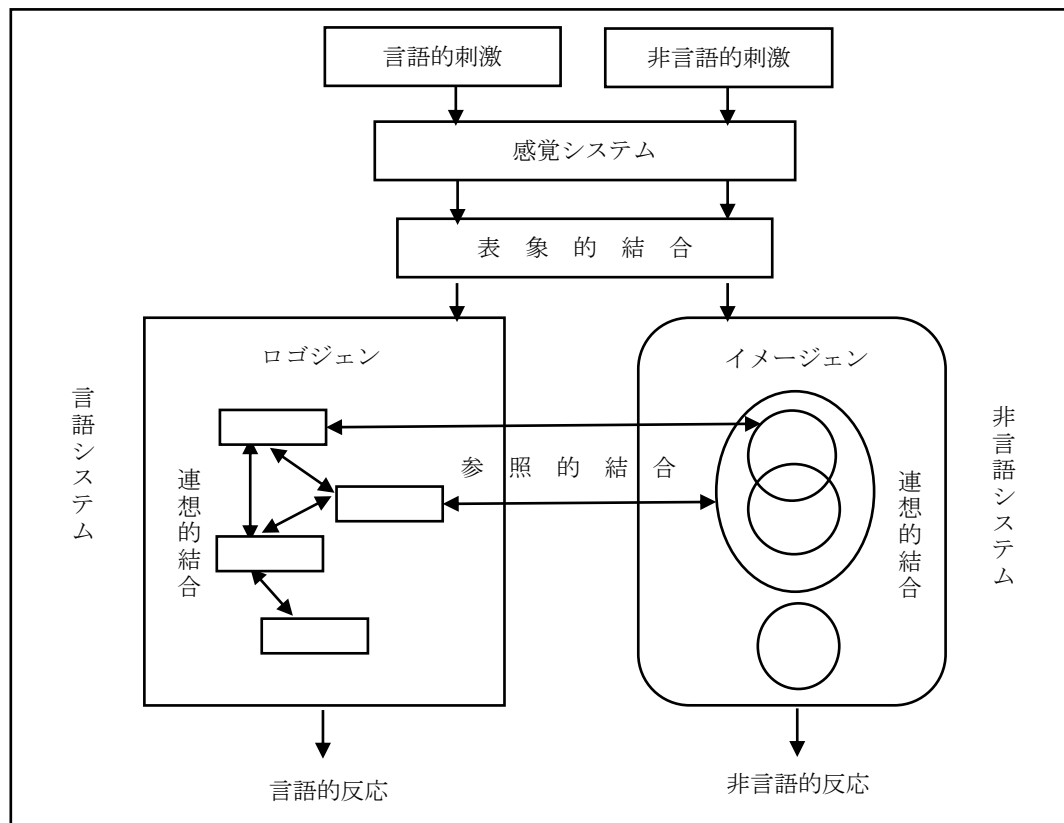 言語的刺激
非言語的刺激
感覚システム
表象的結合
ロゴジェン
イメージェン
言語システム
連想的結合
参照的結合
連想的結合
非言語システム
言語的反応
非言語的反応